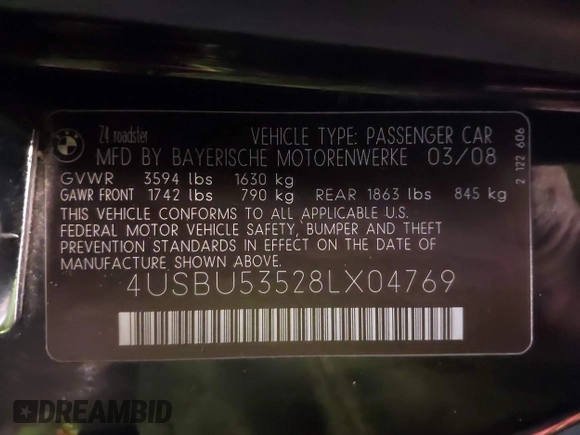 Z4 roadster VEHICLE TYPE: PASSENGER CAR
MFD BY BAYERISCHE MOTORENWERKE 03/08
GVWR 3594 lbs 1630 kg
GAWR FRONT 1742 lbs 790 kg REAR 1863 lbs 845 kg
THIS VEHICLE CONFORMS TO ALL APPLICABLE U.S.
FEDERAL MOTOR VEHICLE SAFETY, BUMPER AND THEFT
PREVENTION STANDARDS IN EFFECT ON THE DATE OF
MANUFACTURE SHOWN ABOVE.
4USBU53528LX04769
2 122 606
DREAMBID